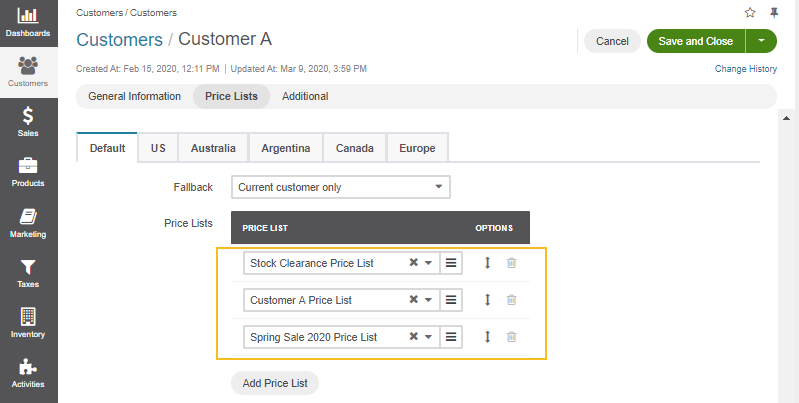 Dashboards
Customers
Sales
Products
Marketing
Taxes
Inventory
Activities
Customers / Customers
Customers / Customer A
Cancel
Save and Close
Created At: Feb 15, 2020, 12:11 PM | Updated At: Mar 9, 2020, 3:59 PM
Change History
General Information Price Lists Additional
Default US Australia Argentina Canada Europe
Fallback Current customer only
Price Lists
PRICE LIST OPTIONS
Stock Clearance Price List
Customer A Price List
Spring Sale 2020 Price List
Add Price List